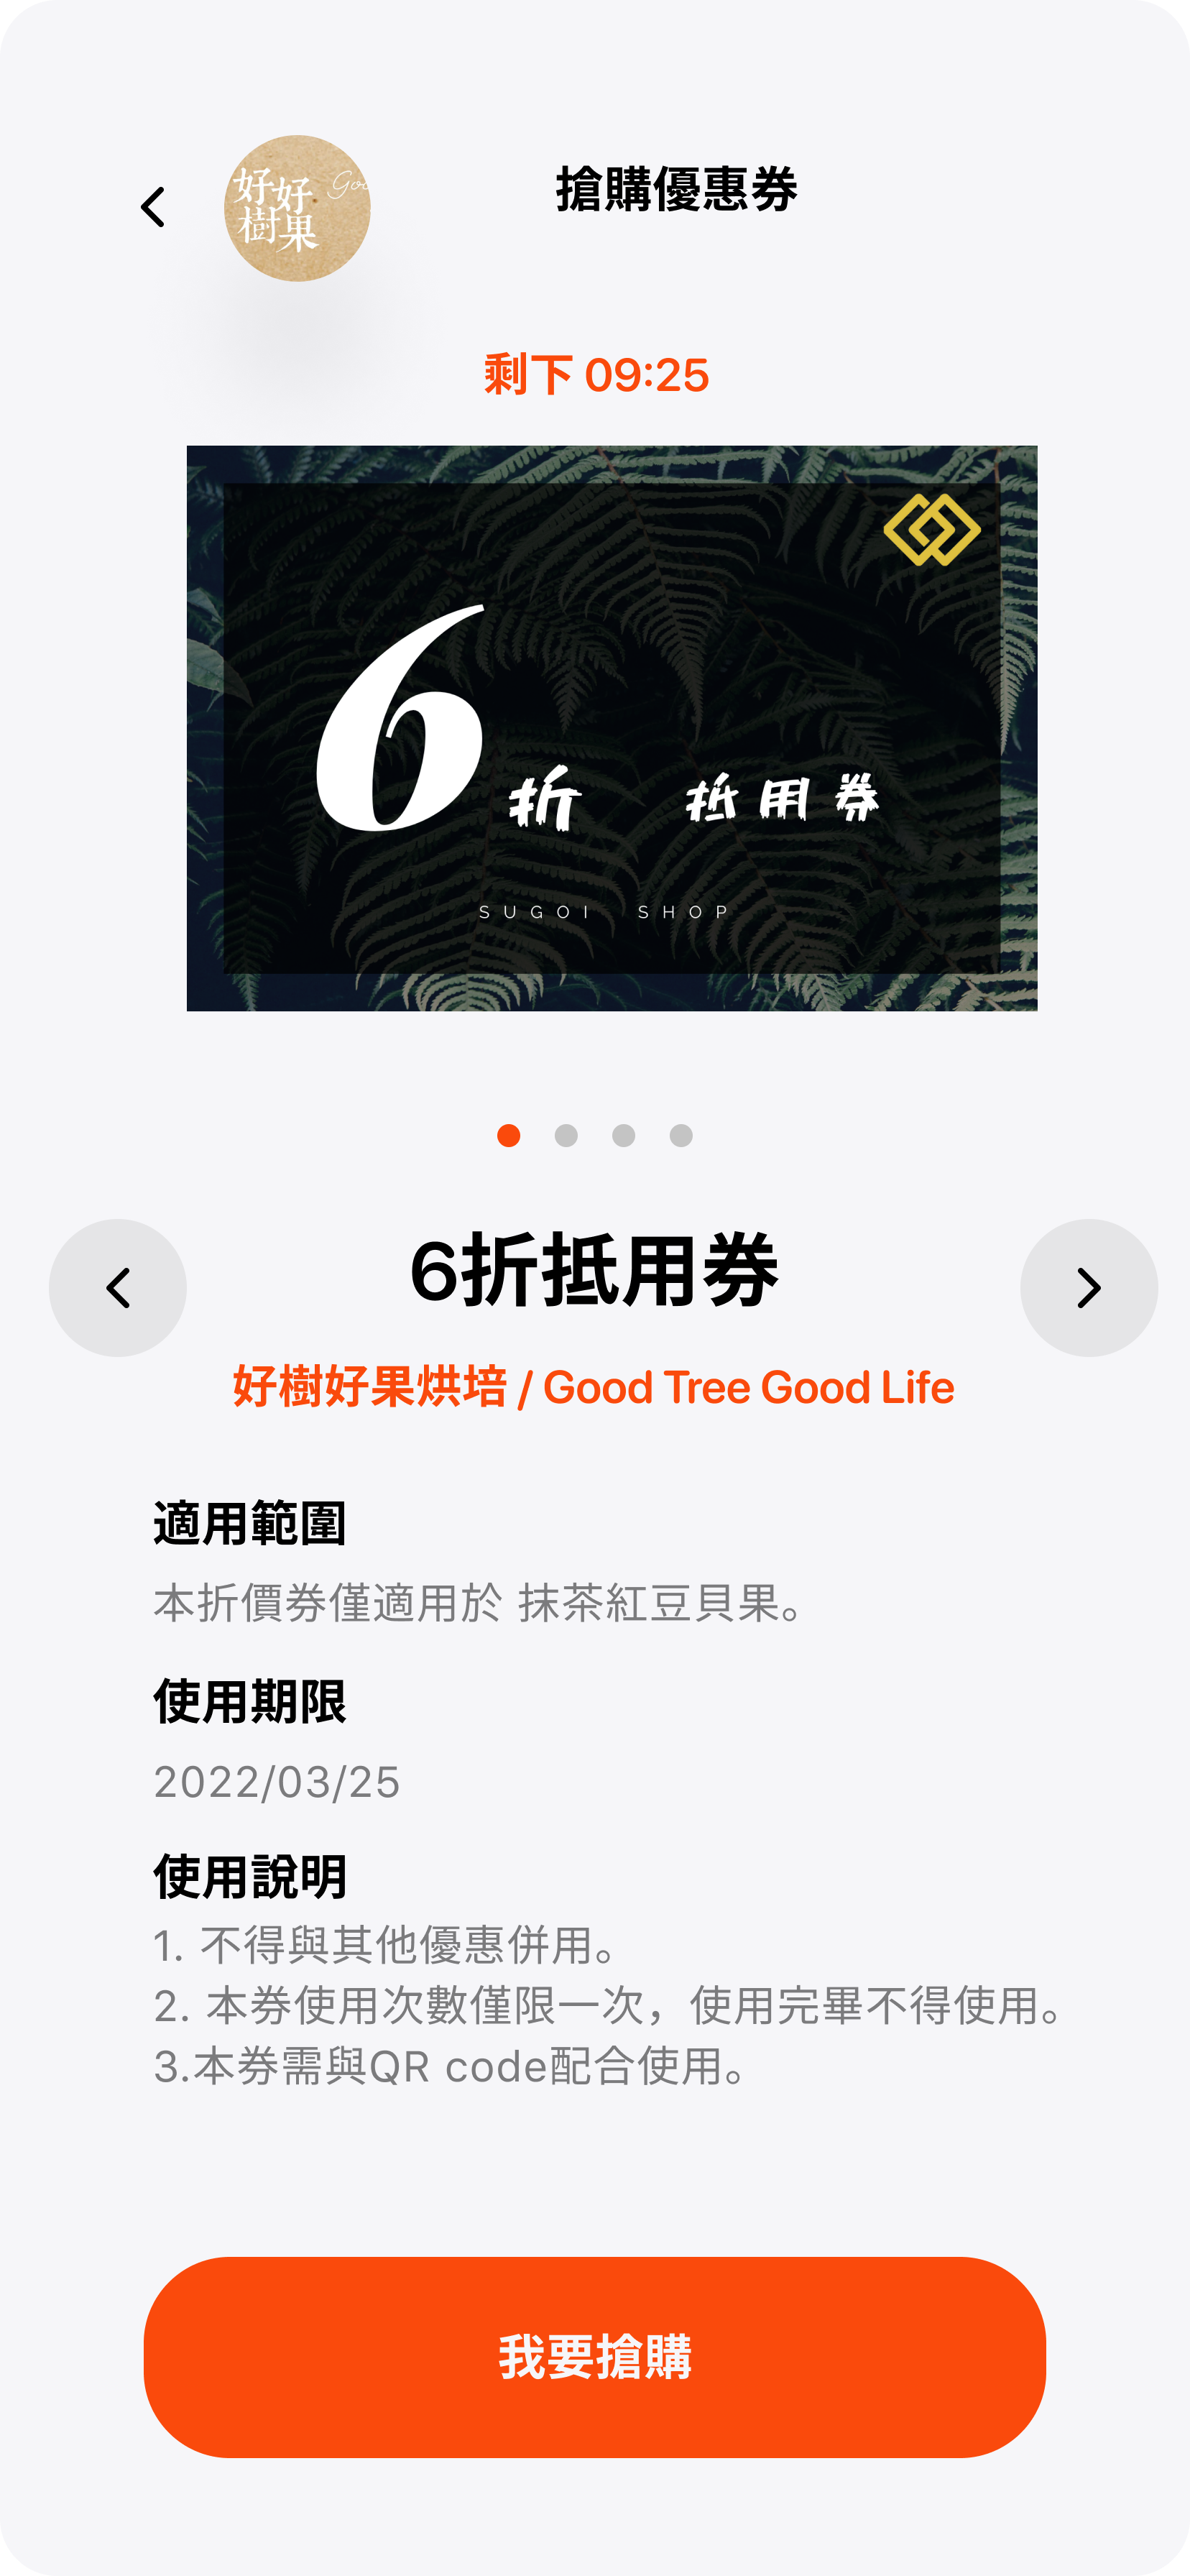 好好
樹果
搶購優惠券
剩下 09:25
6折 抵用券
SUGOI SHOP
6折抵用券
好樹好果烘培 / Good Tree Good Life
適用範圍
本折價券僅適用於 抹茶紅豆貝果。
使用期限
2022/03/25
使用說明
1. 不得與其他優惠併用。
2. 本券使用次數僅限一次，使用完畢不得使用。
3.本券需與QR code配合使用。
我要搶購